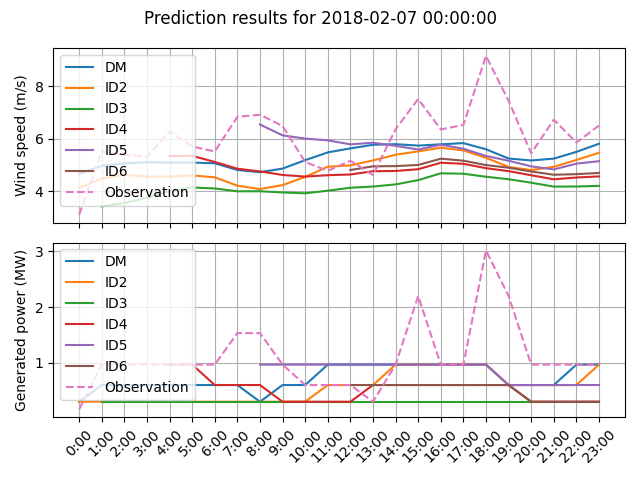 Prediction results for 2018-02-07 00:00:00
Wind speed (m/s)
8
6
4
DM
ID2
ID3
ID4
ID5
ID6
Observation
Generated power (MW)
3
2
1
DM
ID2
ID3
ID4
ID5
ID6
Observation
0:00 1:00 2:00 3:00 4:00 5:00 6:00 7:00 8:00 9:00 10:00 11:00 12:00 13:00 14:00 15:00 16:00 17:00 18:00 19:00 20:00 21:00 22:00 23:00